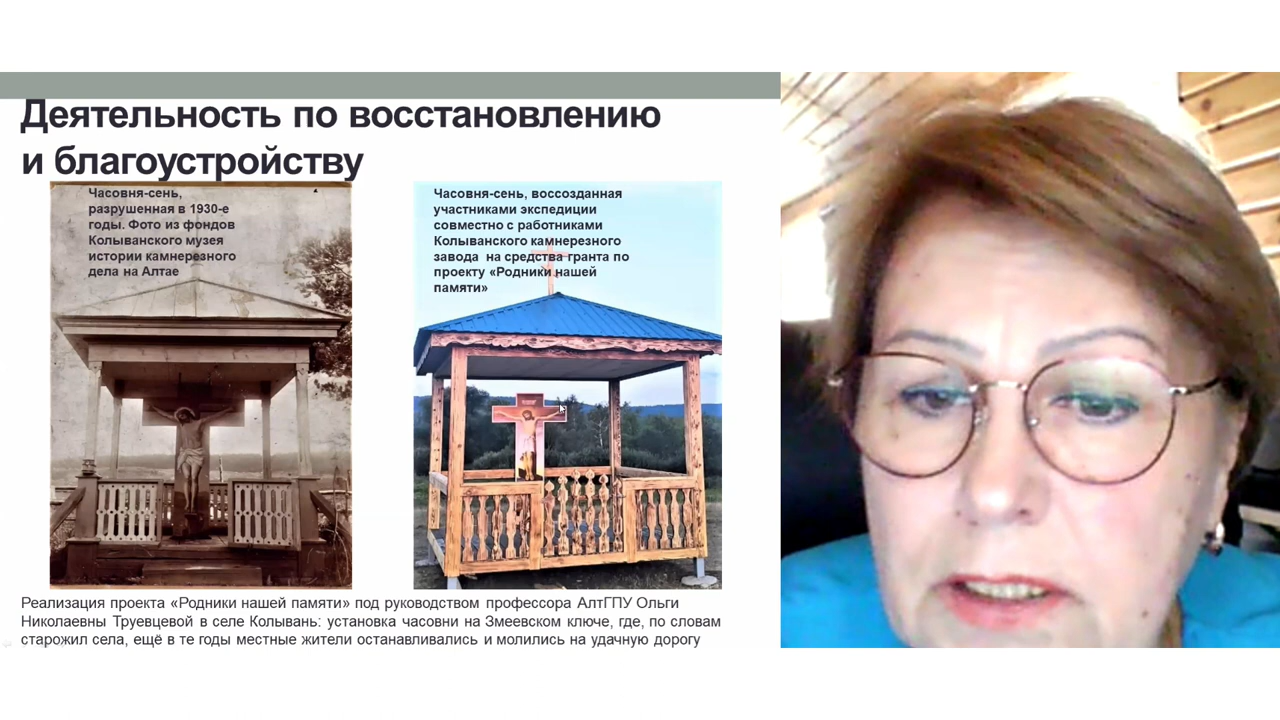 Деятельность по восстановлению
и благоустройству
Часовня-сень,
разрушенная в 1930-е
годы. Фото из фондов
Колыванского музея
истории камнерезного
дела на Алтае
Часовня-сень, воссозданная
участниками экспедиции
совместно с работниками
Колыванского камнерезного
завода на средства гранта по
проекту «Родники нашей
памяти»
Реализация проекта «Родники нашей памяти» под руководством профессора АлтГПУ Ольги
Николаевны Труевцевой в селе Колывань: установка часовни на Змеевском ключе, где, по словам
старожил села, ещё в те годы местные жители останавливались и молились на удачную дорогу